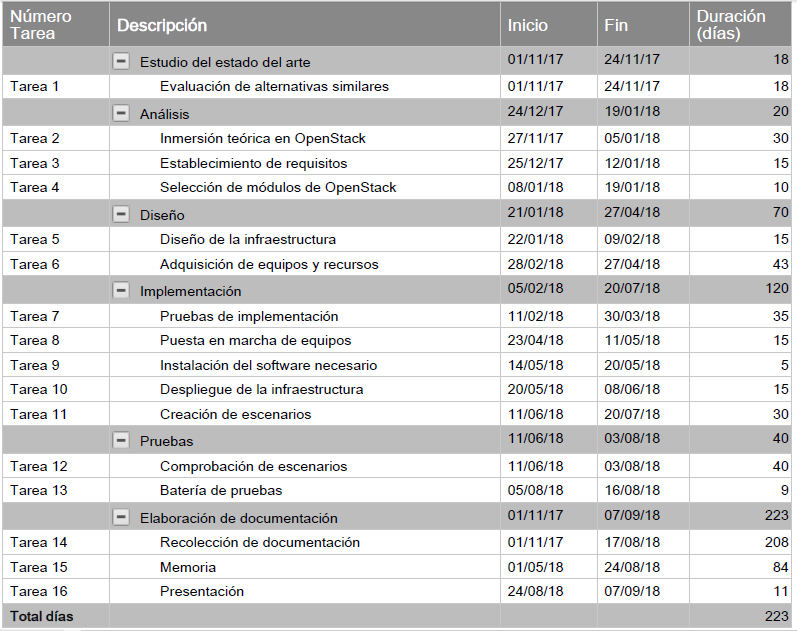 Número Tarea Descripción Inicio Fin Duración (días)
Estudio del estado del arte 01/11/17 24/11/17 18
Tarea 1 Evaluación de alternativas similares 01/11/17 24/11/17 18
Análisis 24/12/17 19/01/18 20
Tarea 2 Inmersión teórica en OpenStack 27/11/17 05/01/18 30
Tarea 3 Establecimiento de requisitos 25/12/17 12/01/18 15
Tarea 4 Selección de módulos de OpenStack 08/01/18 19/01/18 10
Diseño 21/01/18 27/04/18 70
Tarea 5 Diseño de la infraestructura 22/01/18 09/02/18 15
Tarea 6 Adquisición de equipos y recursos 28/02/18 27/04/18 43
Implementación 05/02/18 20/07/18 120
Tarea 7 Pruebas de implementación 11/02/18 30/03/18 35
Tarea 8 Puesta en marcha de equipos 23/04/18 11/05/18 15
Tarea 9 Instalación del software necesario 14/05/18 20/05/18 5
Tarea 10 Despliegue de la infraestructura 20/05/18 08/06/18 15
Tarea 11 Creación de escenarios 11/06/18 20/07/18 30
Pruebas 11/06/18 03/08/18 40
Tarea 12 Comprobación de escenarios 11/06/18 03/08/18 40
Tarea 13 Batería de pruebas 05/08/18 16/08/18 9
Elaboración de documentación 01/11/17 07/09/18 223
Tarea 14 Recolección de documentación 01/11/17 17/08/18 208
Tarea 15 Memoria 01/05/18 24/08/18 84
Tarea 16 Presentación 24/08/18 07/09/18 11
Total días 223